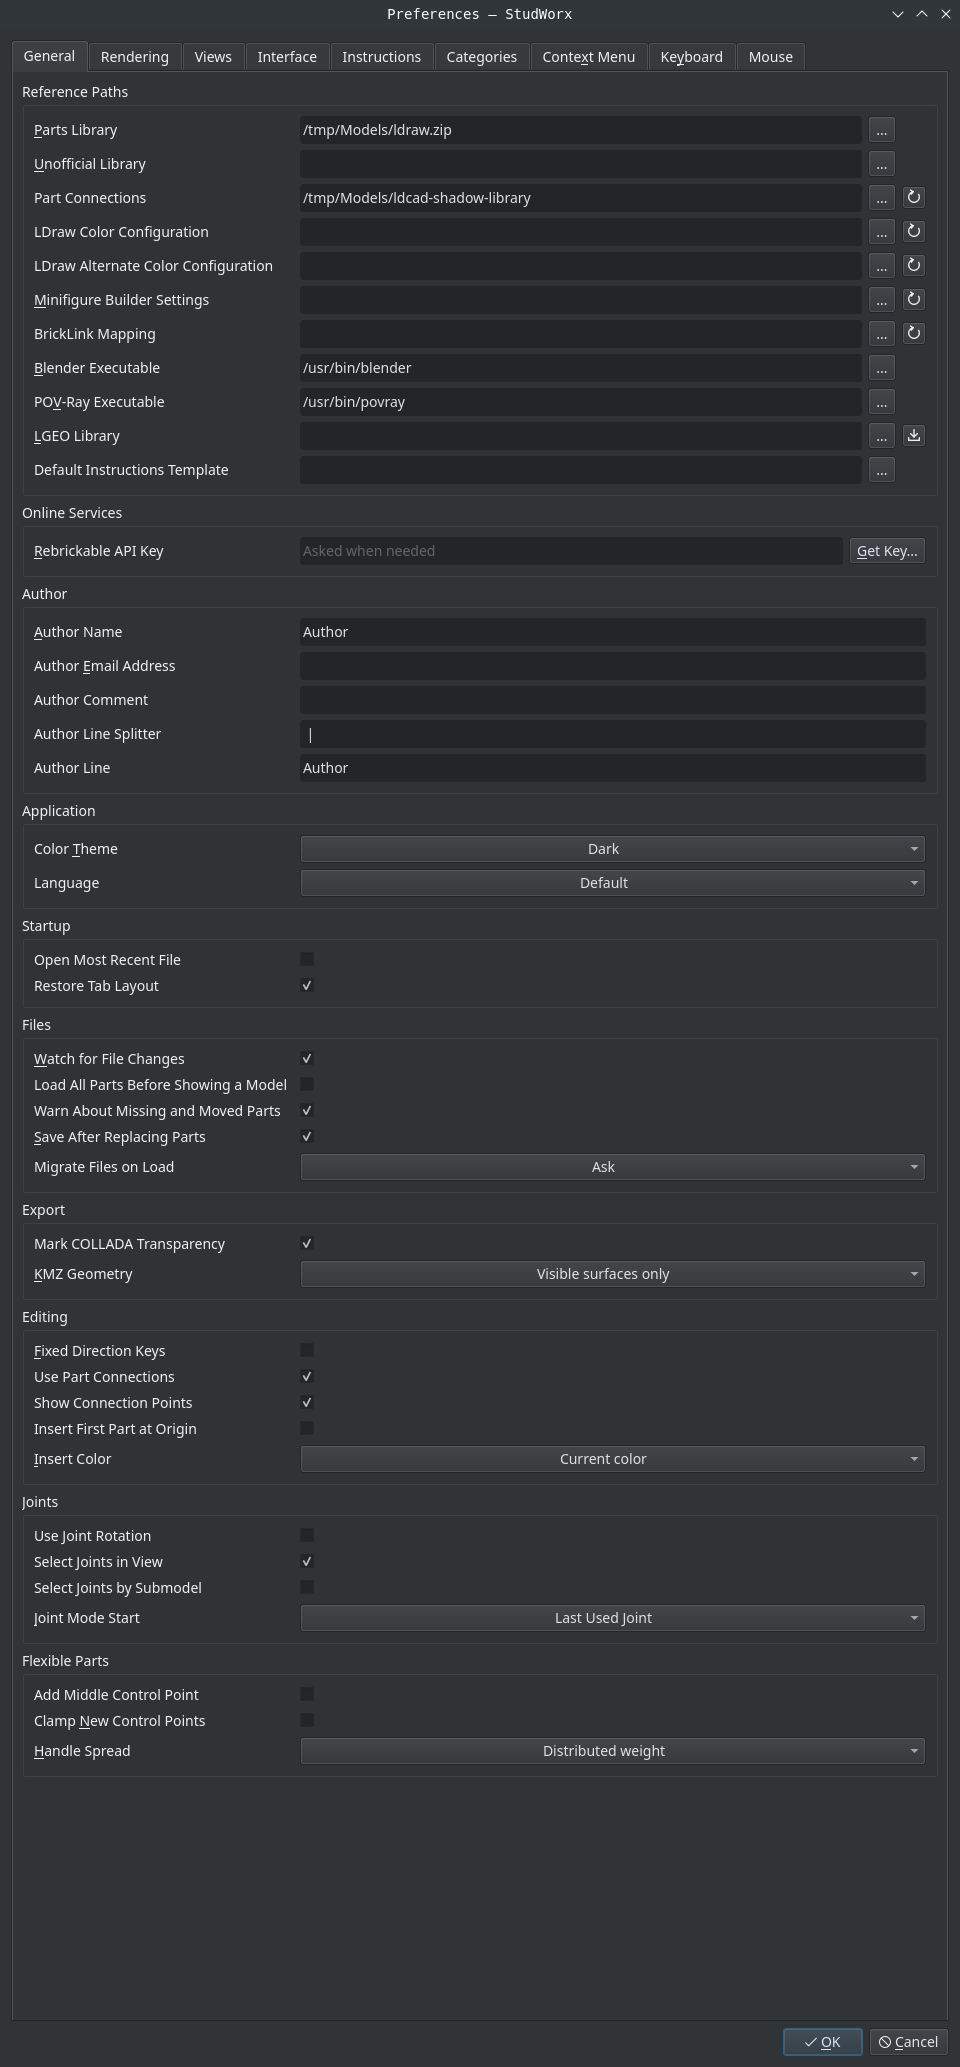 Preferences — StudWorx
General Rendering Views Interface Instructions Categories Context Menu Keyboard Mouse
Reference Paths
Parts Library /tmp/Models/ldraw.zip ...
Unofficial Library ...
Part Connections /tmp/Models/ldcad-shadow-library ...
LDraw Color Configuration ...
LDraw Alternate Color Configuration ...
Minifigure Builder Settings ...
BrickLink Mapping ...
Blender Executable /usr/bin/blender ...
POV-Ray Executable /usr/bin/povray ...
LGEO Library ...
Default Instructions Template ...
Online Services
Rebrickable API Key Asked when needed Get Key...
Author
Author Name Author
Author Email Address
Author Comment
Author Line Splitter |
Author Line Author
Application
Color Theme Dark
Language Default
Startup
Open Most Recent File
Restore Tab Layout
Files
Watch for File Changes
Load All Parts Before Showing a Model
Warn About Missing and Moved Parts
Save After Replacing Parts
Migrate Files on Load Ask
Export
Mark COLLADA Transparency
KMZ Geometry Visible surfaces only
Editing
Fixed Direction Keys
Use Part Connections
Show Connection Points
Insert First Part at Origin
Insert Color Current color
Joints
Use Joint Rotation
Select Joints in View
Select Joints by Submodel
Joint Mode Start Last Used Joint
Flexible Parts
Add Middle Control Point
Clamp New Control Points
Handle Spread Distributed weight
OK Cancel